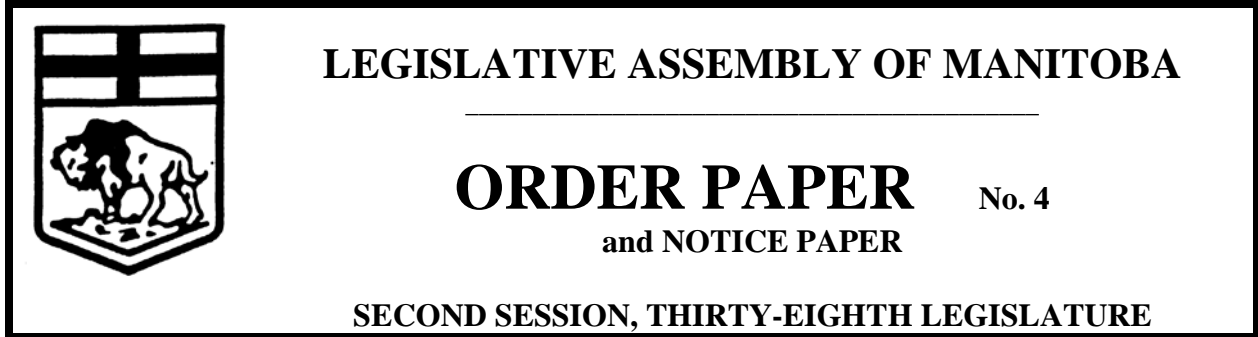 LEGISLATIVE ASSEMBLY OF MANITOBA
ORDER PAPER No. 4
and NOTICE PAPER
SECOND SESSION, THIRTY-EIGHTH LEGISLATURE